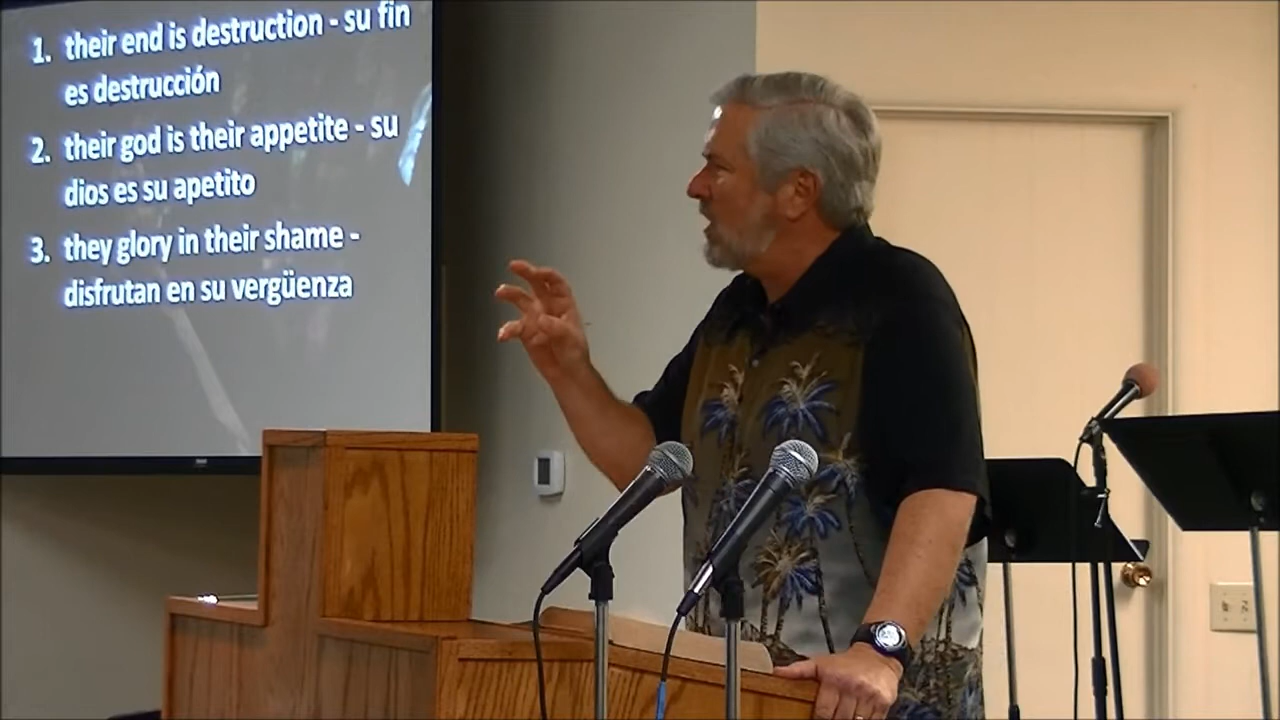 1. their end is destruction - su fin
es destrucción
2. their god is their appetite - su
dios es su apetito
3. they glory in their shame -
disfrutan en su vergüenza